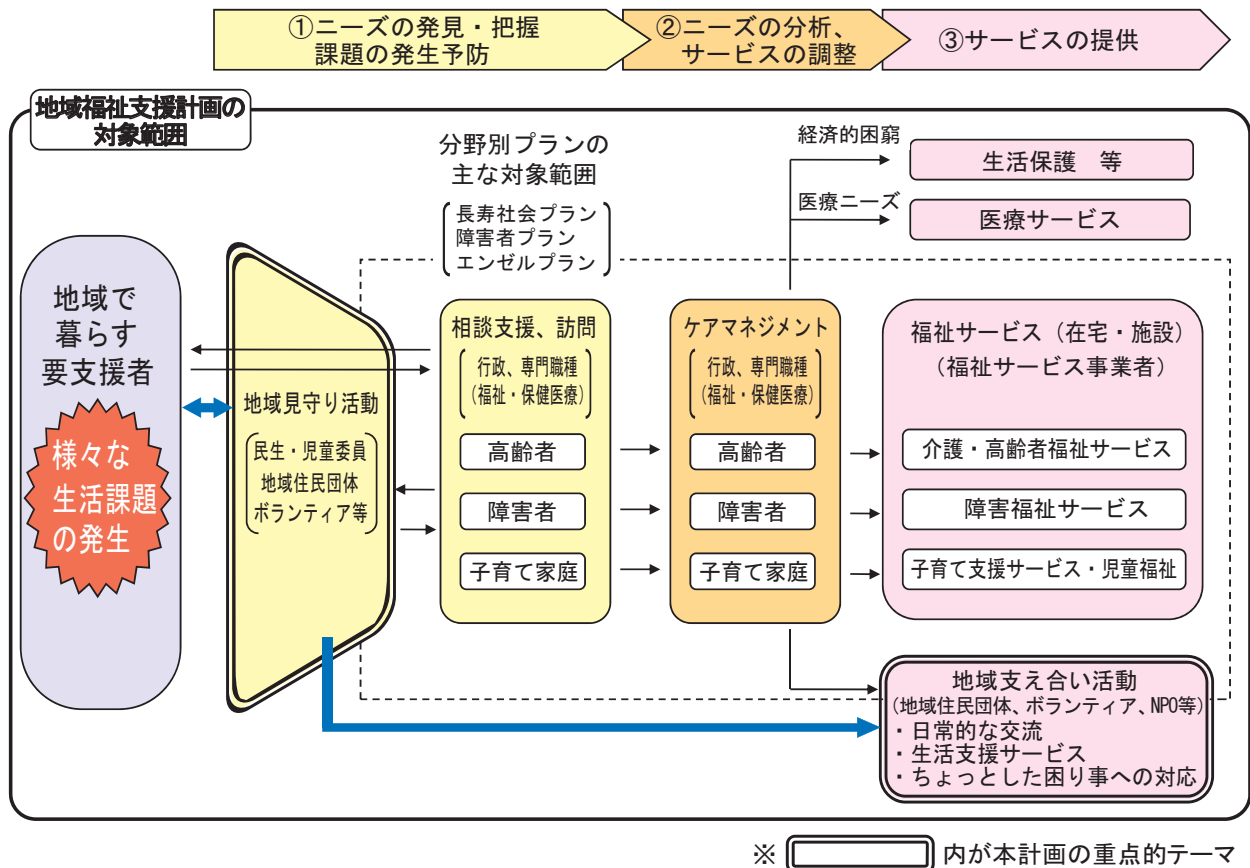 ①ニーズの発見・把握
課題の発生予防
②ニーズの分析、
サービスの調整
③サービスの提供
地域福祉支援計画の
対象範囲
分野別プランの
主な対象範囲
長寿社会プラン
障害者プラン
エンゼルプラン
経済的困窮
生活保護　等
医療ニーズ
医療サービス
地域で
暮らす
要支援者
様々な
生活課題
の発生
地域見守り活動
民生・児童委員
地域住民団体
ボランティア等
相談支援、訪問
行政、専門職種
(福祉・保健医療)
高齢者
障害者
子育て家庭
ケアマネジメント
行政、専門職種
(福祉・保健医療)
高齢者
障害者
子育て家庭
福祉サービス（在宅・施設）
（福祉サービス事業者）
介護・高齢者福祉サービス
障害福祉サービス
子育て支援サービス・児童福祉
地域支え合い活動
(地域住民団体、ボランティア、NPO等)
・日常的な交流
・生活支援サービス
・ちょっとした困り事への対応
※　　　　内が本計画の重点的テーマ